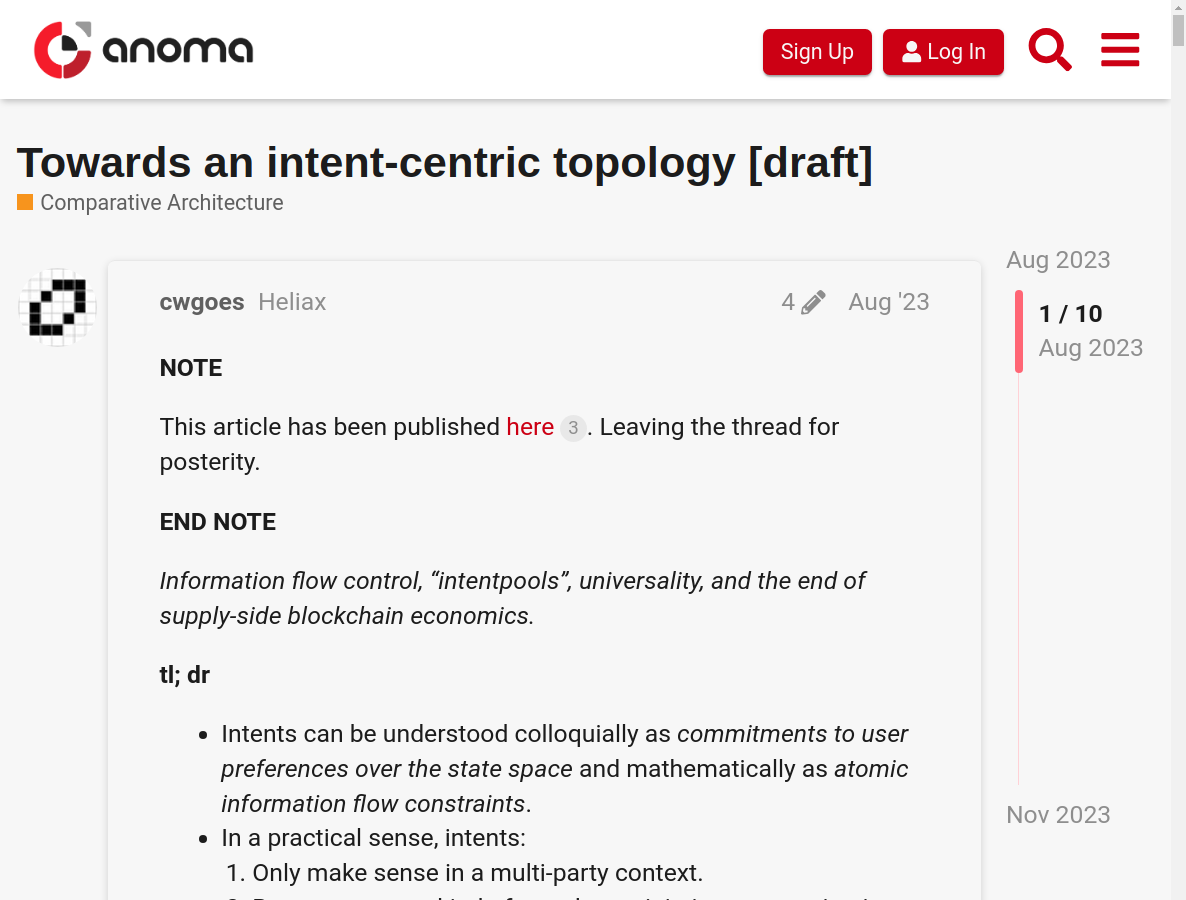 anoma
Sign Up
Log In
Towards an intent-centric topology [draft]
Comparative Architecture
cwgoes Heliax 4 Aug '23
NOTE
This article has been published here 3. Leaving the thread for
posterity.
END NOTE
Information flow control, “intentpools”, universality, and the end of
supply-side blockchain economics.
tl; dr
• Intents can be understood colloquially as commitments to user
preferences over the state space and mathematically as atomic
information flow constraints.
• In a practical sense, intents:
1. Only make sense in a multi-party context.
Aug 2023
1 / 10
Aug 2023
Nov 2023